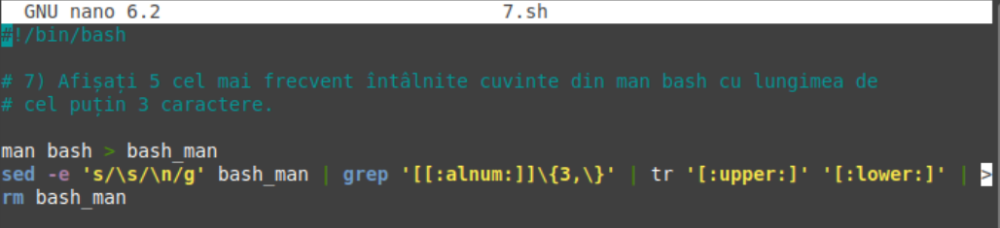 GNU nano 6.2 7.sh
#!/bin/bash
# 7) Afișați 5 cel mai frecvent întâlnite cuvinte din man bash cu lungimea de
# cel puțin 3 caractere.
man bash > bash_man
sed -e 's/\s/\n/g' bash_man | grep '[[:alnum:]]\{3,\}' | tr '[:upper:]' '[:lower:]' | >
rm bash_man